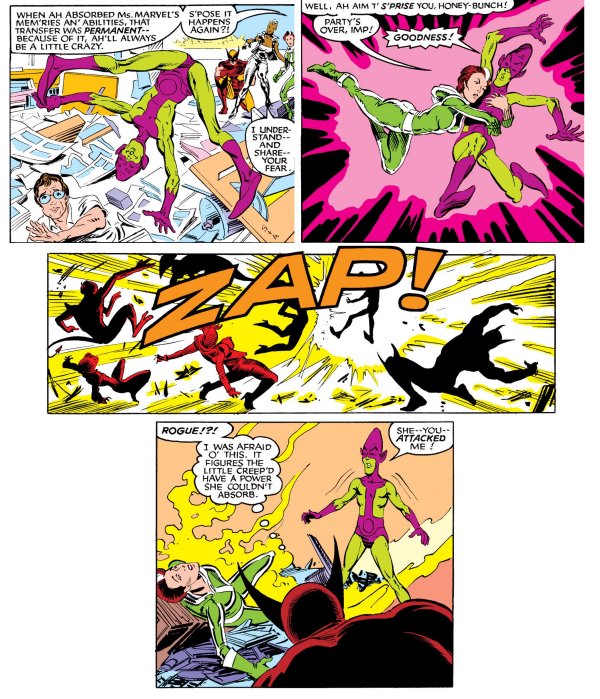 WHEN AH ABSORBED MS. MARVEL'S
MEM'RIES AN' ABILITIES, THAT
TRANSFER WAS PERMANENT--
BECAUSE OF IT, AH'LL ALWAYS
BE A LITTLE CRAZY.
S'POSE IT
HAPPENS
AGAIN?!
I UNDER-
STAND--
AND
SHARE--
YOUR
FEAR.
WELL, AH AIM T' S'PRISE YOU, HONEY-BUNCH!
PARTY'S
OVER, IMP!
GOODNESS!
ZAP!
ROGUE!?!
I WAS AFRAID
O' THIS. IT
FIGURES THE
LITTLE CREEP'D
HAVE A POWER
SHE COULDN'T
ABSORB.
SHE--YOU--
ATTACKED
ME!